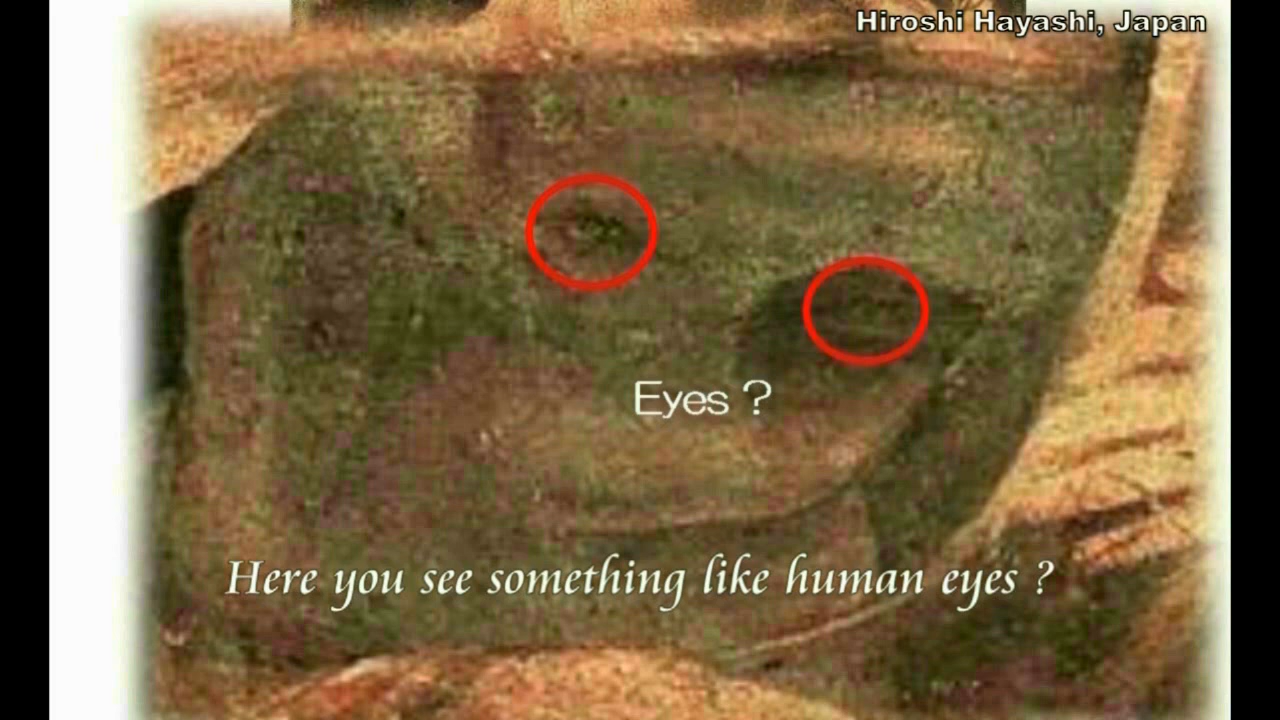 Hiroshi Hayashi, Japan
Eyes ?
Here you see something like human eyes ?